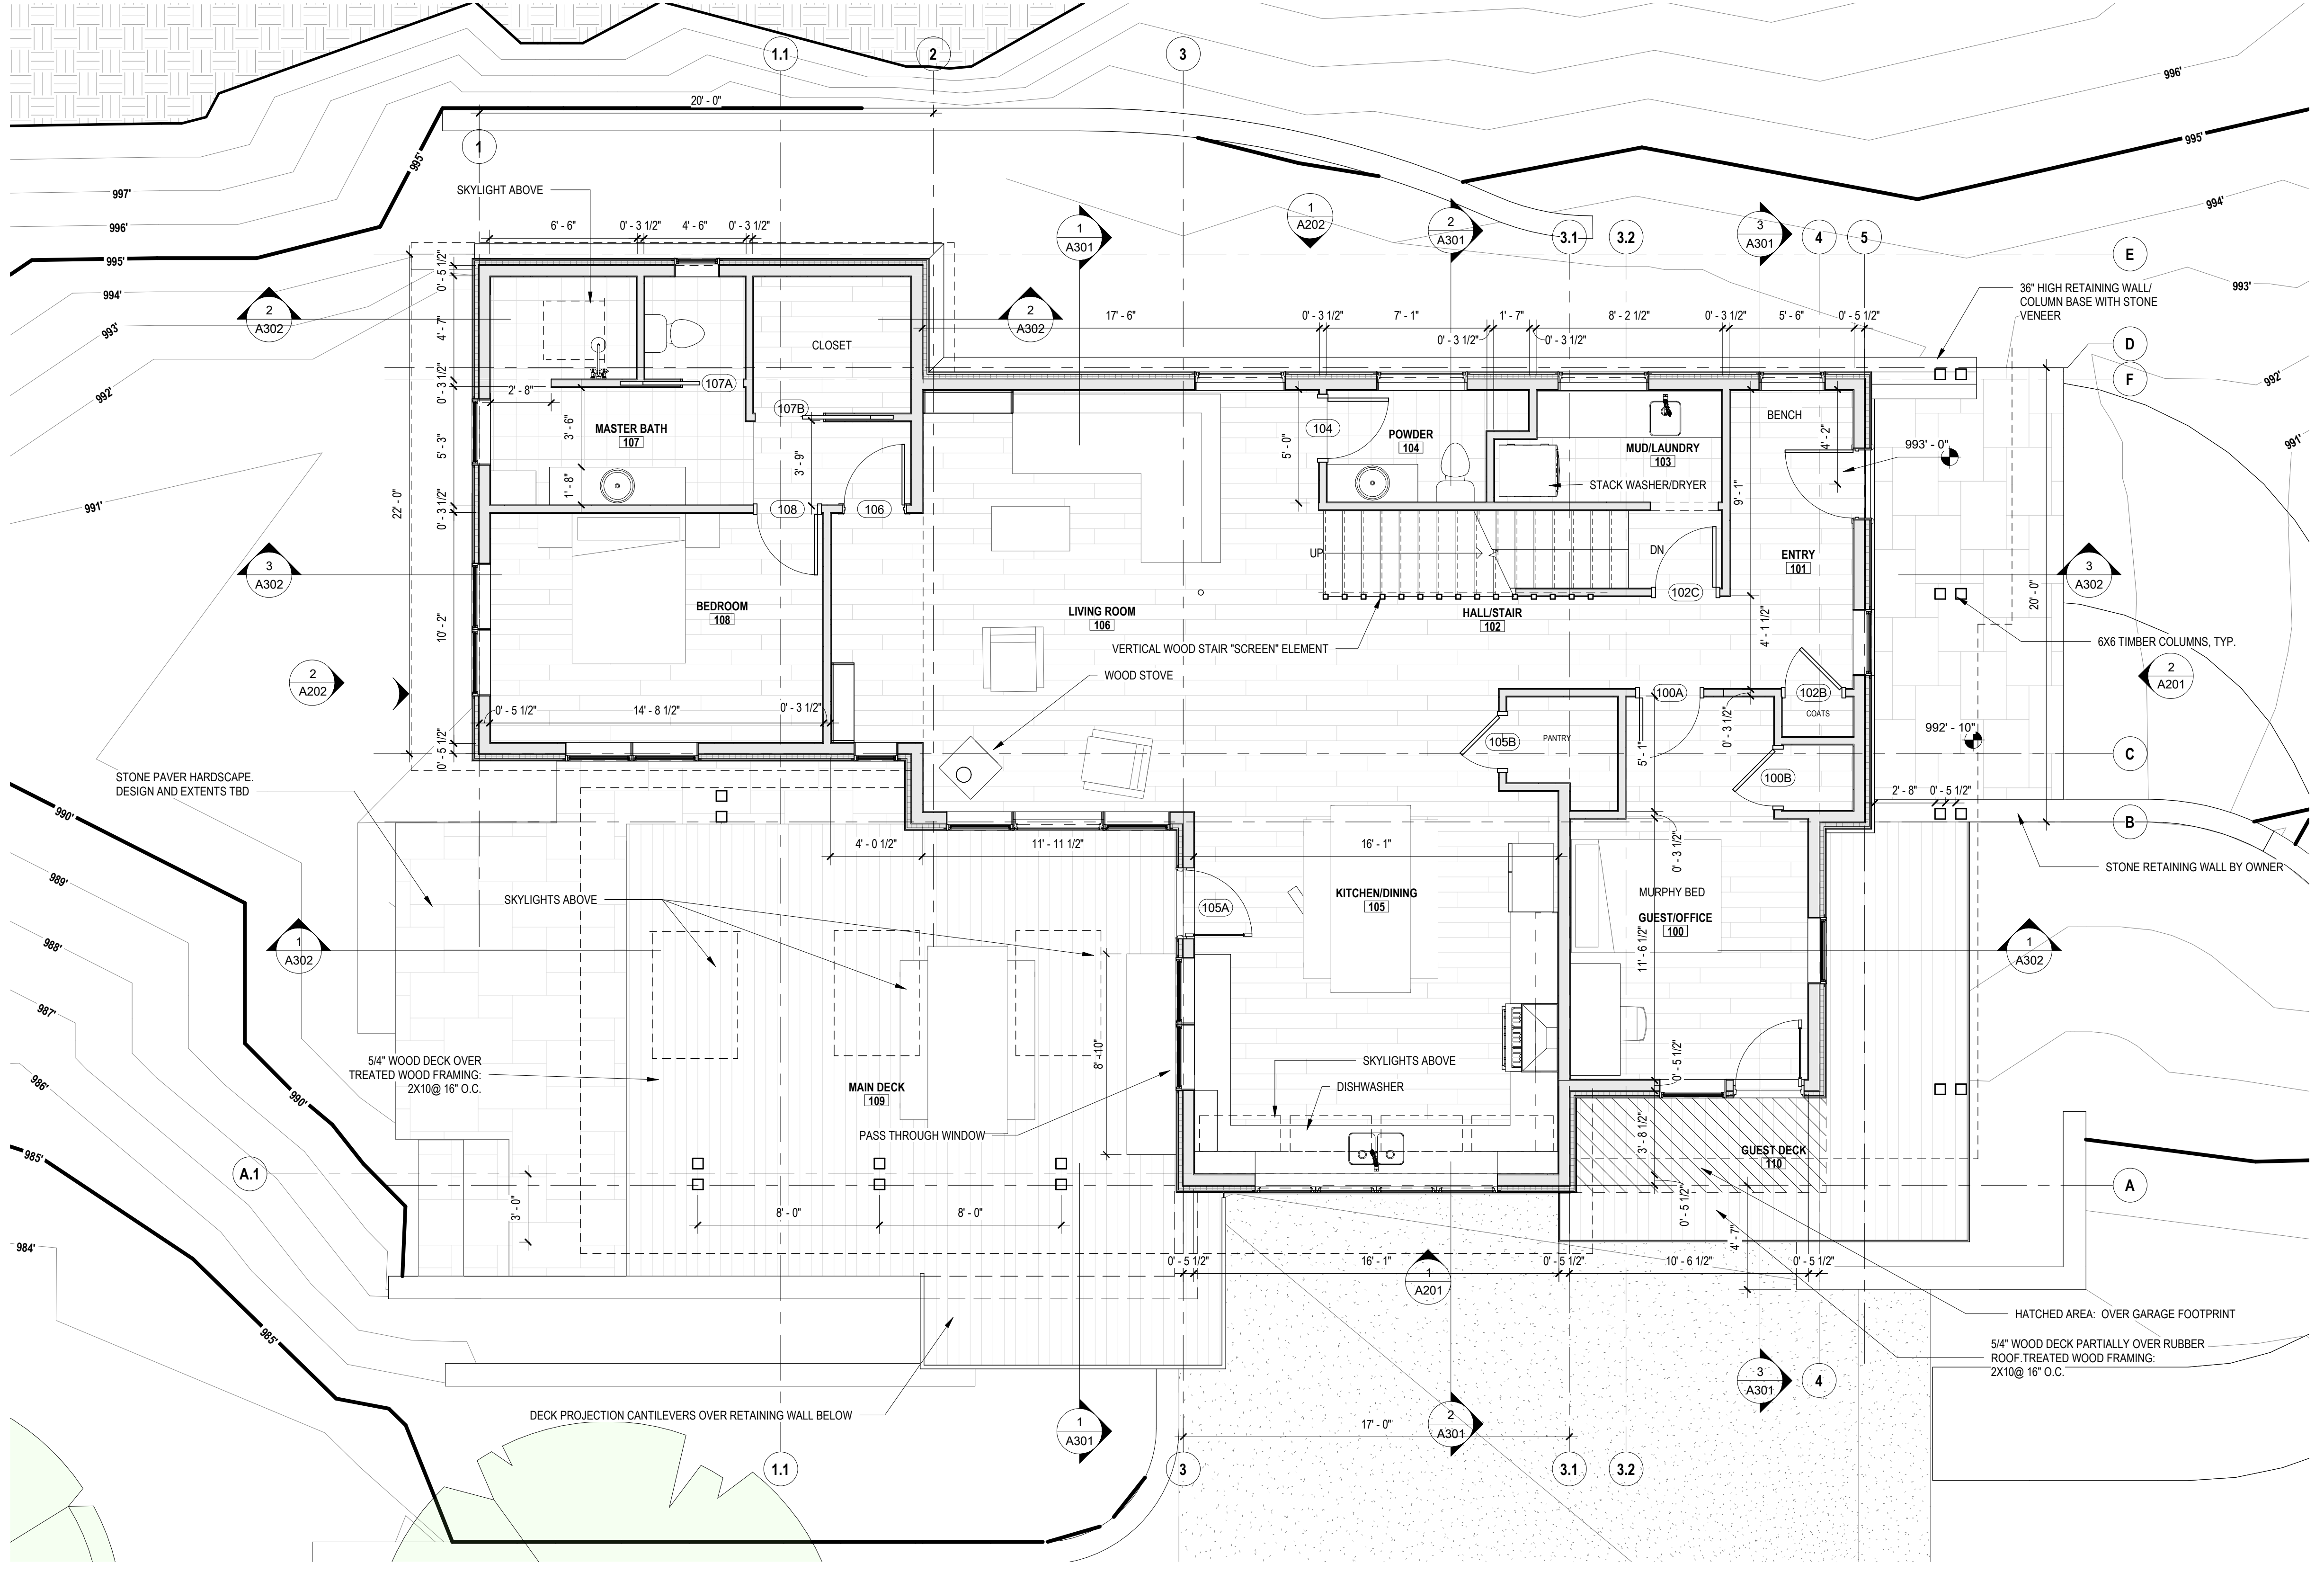 1.1
2
3
996'
20' - 0"
995'
1
995'
997'
SKYLIGHT ABOVE
994'
996'
6' - 6"
0' - 3 1/2"
4' - 6"
0' - 3 1/2"
1
A301
1
A202
2
A301
3.1
3.2
3
A301
4
5
E
995'
0' - 5 1/2"
993'
994'
36" HIGH RETAINING WALL/
COLUMN BASE WITH STONE
VENEER
2
A302
2
A302
17' - 6"
0' - 3 1/2"
7' - 1"
1' - 7"
8' - 2 1/2"
0' - 3 1/2"
5' - 6"
0' - 5 1/2"
993'
4' - 7"
CLOSET
0' - 3 1/2"
0' - 3 1/2"
D
F
992'
992'
0' - 3 1/2"
2' - 8"
107A
107B
BENCH
MASTER BATH
107
3' - 6"
104
POWDER
104
4' - 2"
991'
993' - 0"
5' - 3"
5' - 0"
MUD/LAUNDRY
103
3' - 9"
1' - 8"
STACK WASHER/DRYER
9' - 1"
991'
22' - 0"
0' - 3 1/2"
108
106
UP
DN
ENTRY
101
3
A302
3
A302
102C
20' - 0"
BEDROOM
108
LIVING ROOM
106
HALL/STAIR
102
10' - 2"
4' - 1 1/2"
VERTICAL WOOD STAIR "SCREEN" ELEMENT
6X6 TIMBER COLUMNS, TYP.
2
A202
WOOD STOVE
2
A201
100A
102B
COATS
0' - 5 1/2"
14' - 8 1/2"
0' - 3 1/2"
0' - 3 1/2"
992' - 10"
105B
PANTRY
5' - 1"
0' - 5 1/2"
C
STONE PAVER HARDSCAPE.
DESIGN AND EXTENTS TBD
100B
2' - 8"
0' - 5 1/2"
990'
B
4' - 0 1/2"
11' - 11 1/2"
16' - 1"
0' - 3 1/2"
STONE RETAINING WALL BY OWNER
989'
SKYLIGHTS ABOVE
KITCHEN/DINING
105
MURPHY BED
GUEST/OFFICE
100
105A
988'
1
A302
11' - 6 1/2"
1
A302
987'
8' - 10"
0' - 5 1/2"
5/4" WOOD DECK OVER
TREATED WOOD FRAMING:
2X10@ 16" O.C.
SKYLIGHTS ABOVE
986'
MAIN DECK
109
DISHWASHER
990'
PASS THROUGH WINDOW
3' - 8 1/2"
GUEST DECK
110
985'
A.1
A
3' - 0"
8' - 0"
8' - 0"
0' - 5 1/2"
4' - 7"
984'
0' - 5 1/2"
16' - 1"
0' - 5 1/2"
10' - 6 1/2"
0' - 5 1/2"
1
A201
HATCHED AREA: OVER GARAGE FOOTPRINT
985'
5/4" WOOD DECK PARTIALLY OVER RUBBER
ROOF.TREATED WOOD FRAMING:
2X10@ 16" O.C.
3
A301
4
DECK PROJECTION CANTILEVERS OVER RETAINING WALL BELOW
1
A301
17' - 0"
2
A301
1.1
3
3.1
3.2